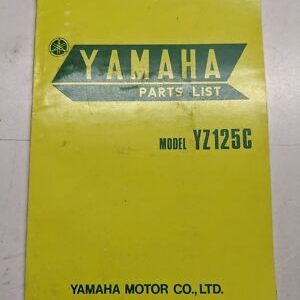 YAMAHA
PARTS LIST
MODEL YZ125C
YAMAHA MOTOR CO.,LTD.